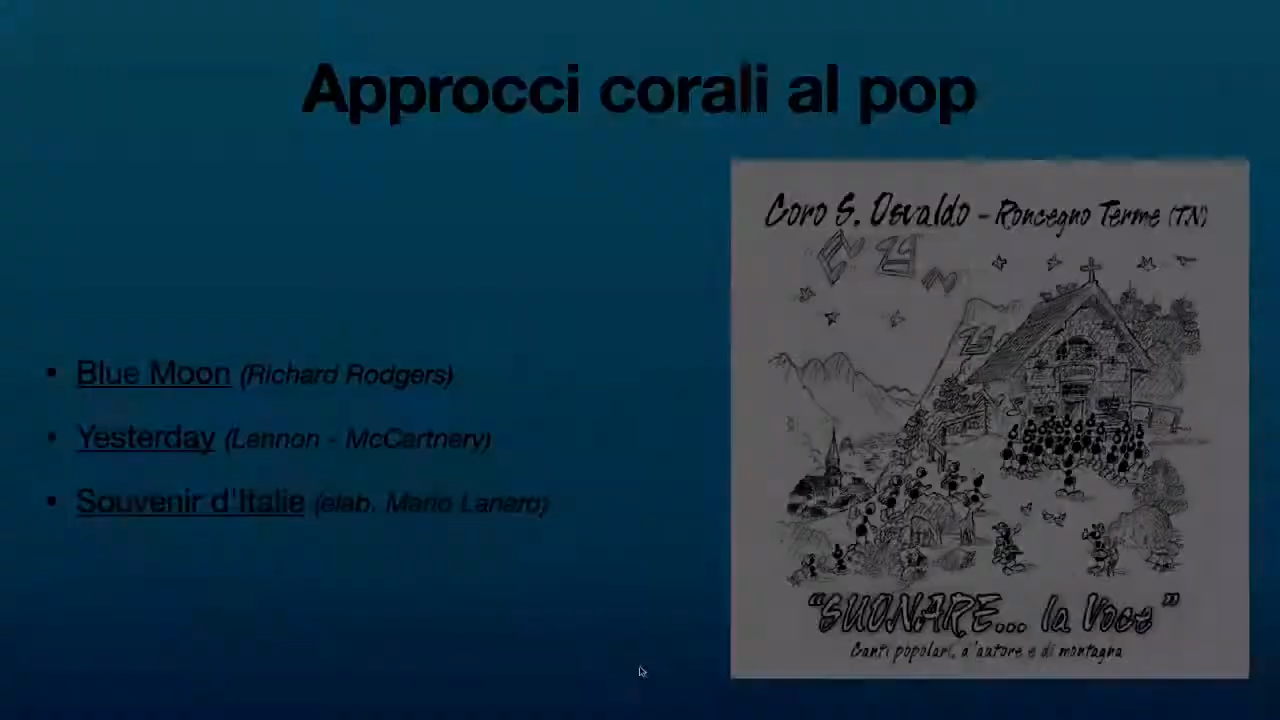 Approcci corali al pop
Coro S. Osvaldo - Roncegno Terme (TN)
• Blue Moon (Richard Rodgers)
• Yesterday (Lennon - McCartnery)
• Souvenir d'Italie (elab. Mario Lanaro)
"SUONARE... la Voce"
Canti popolari, d'autore e di montagna